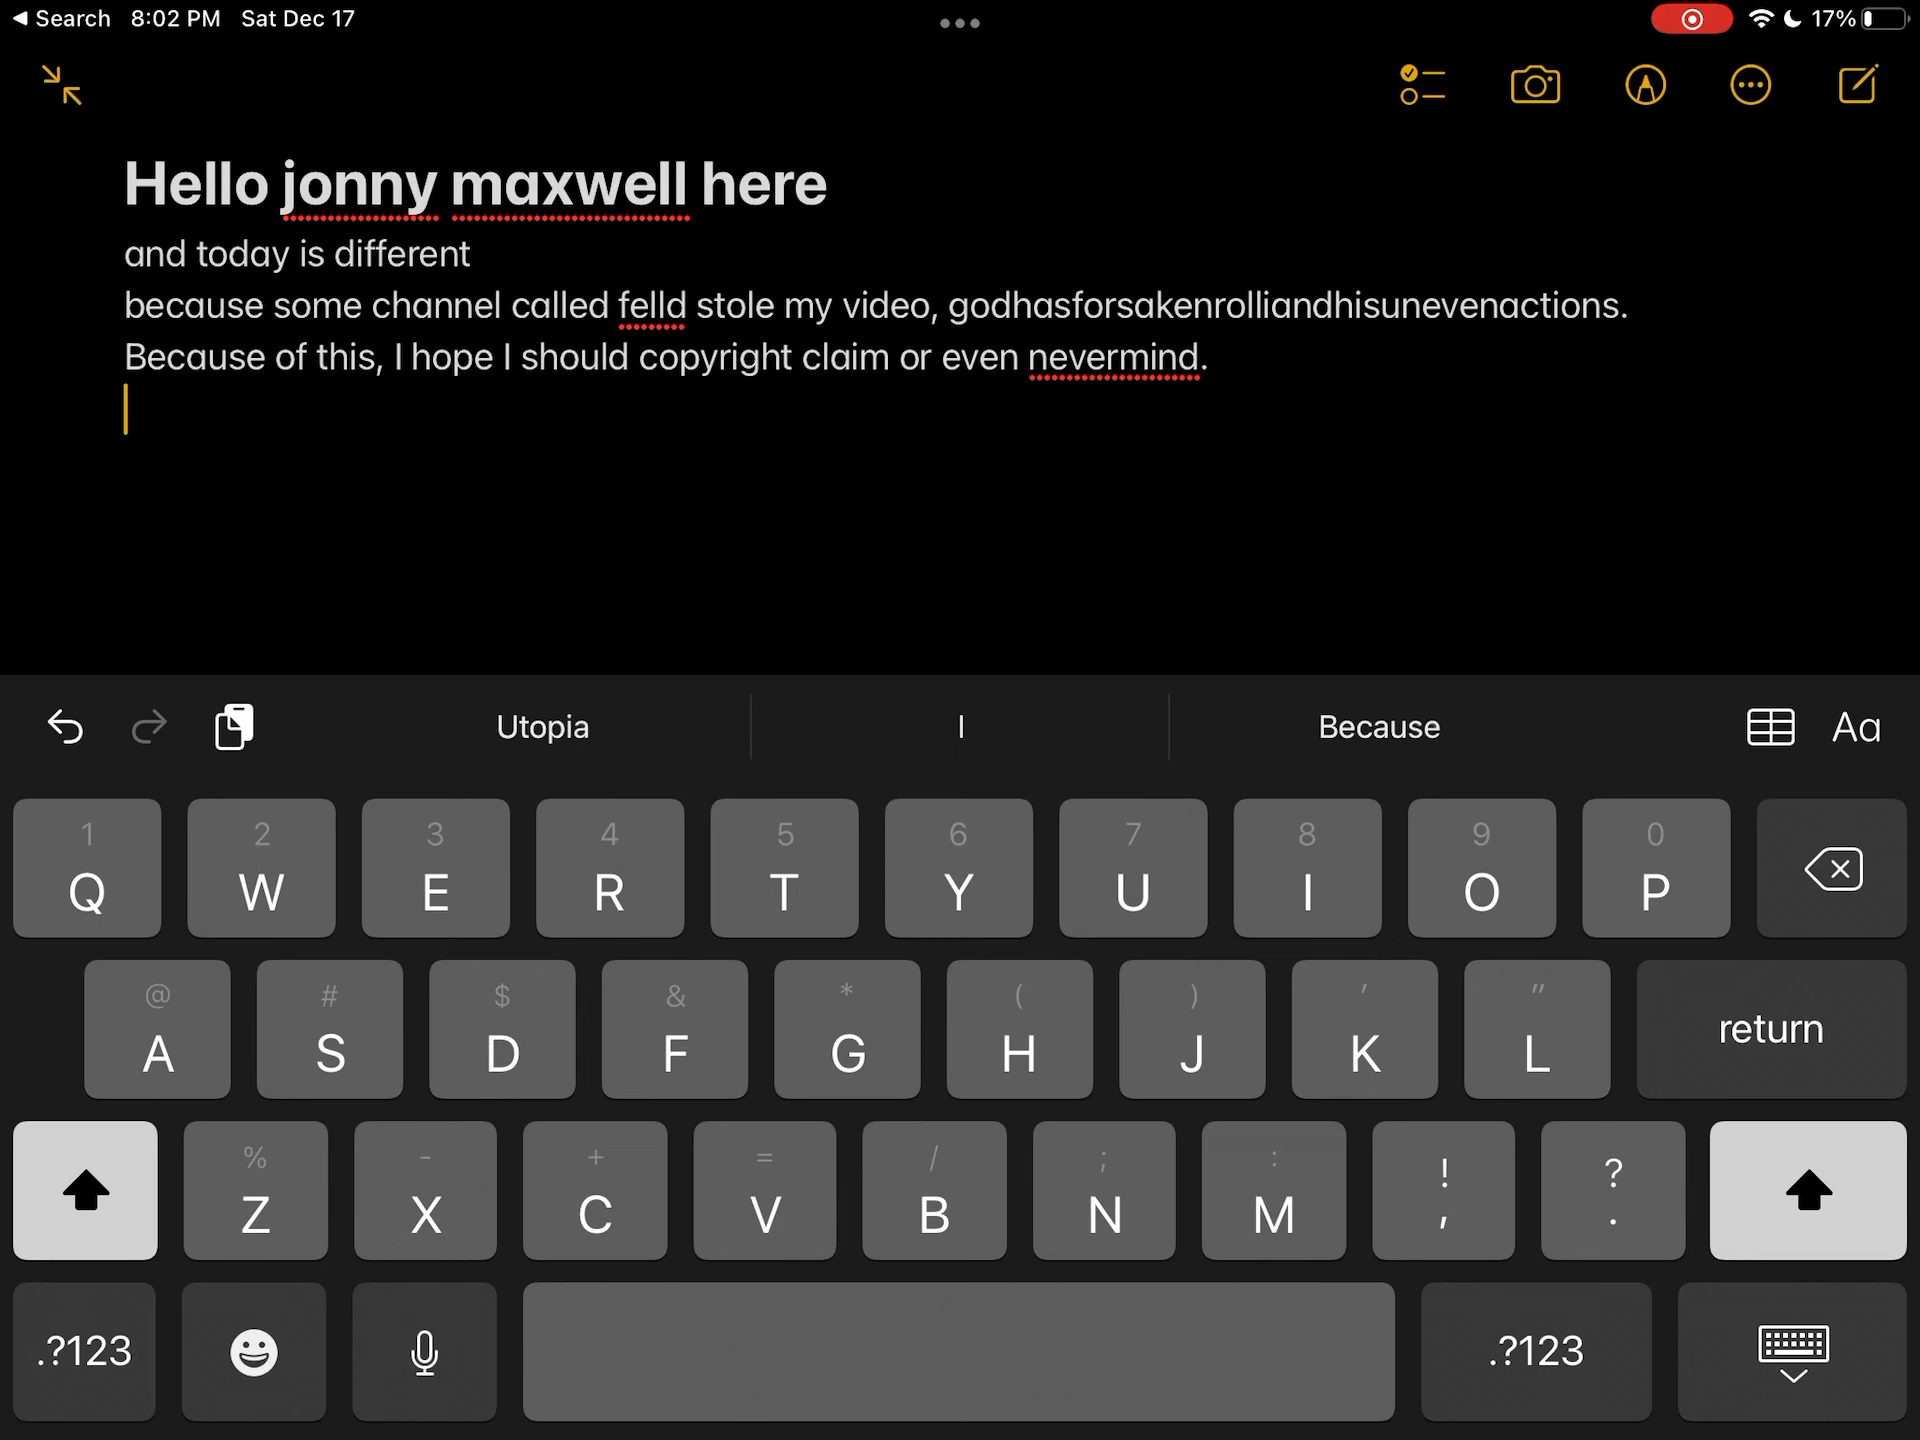 Search 8:02 PM Sat Dec 17 17%
Hello jonny maxwell here
and today is different
because some channel called felld stole my video, godhasforsakenrolliandhisunevenactions.
Because of this, I hope I should copyright claim or even nevermind.
Utopia I Because Aa
1 2 3 4 5 6 7 8 9 0
Q W E R T Y U I O P
@ # $ & * ( ) ' "
A S D F G H J K L return
% - + = / ; : ! ?
Z X C V B N M , .
.?123 .?123